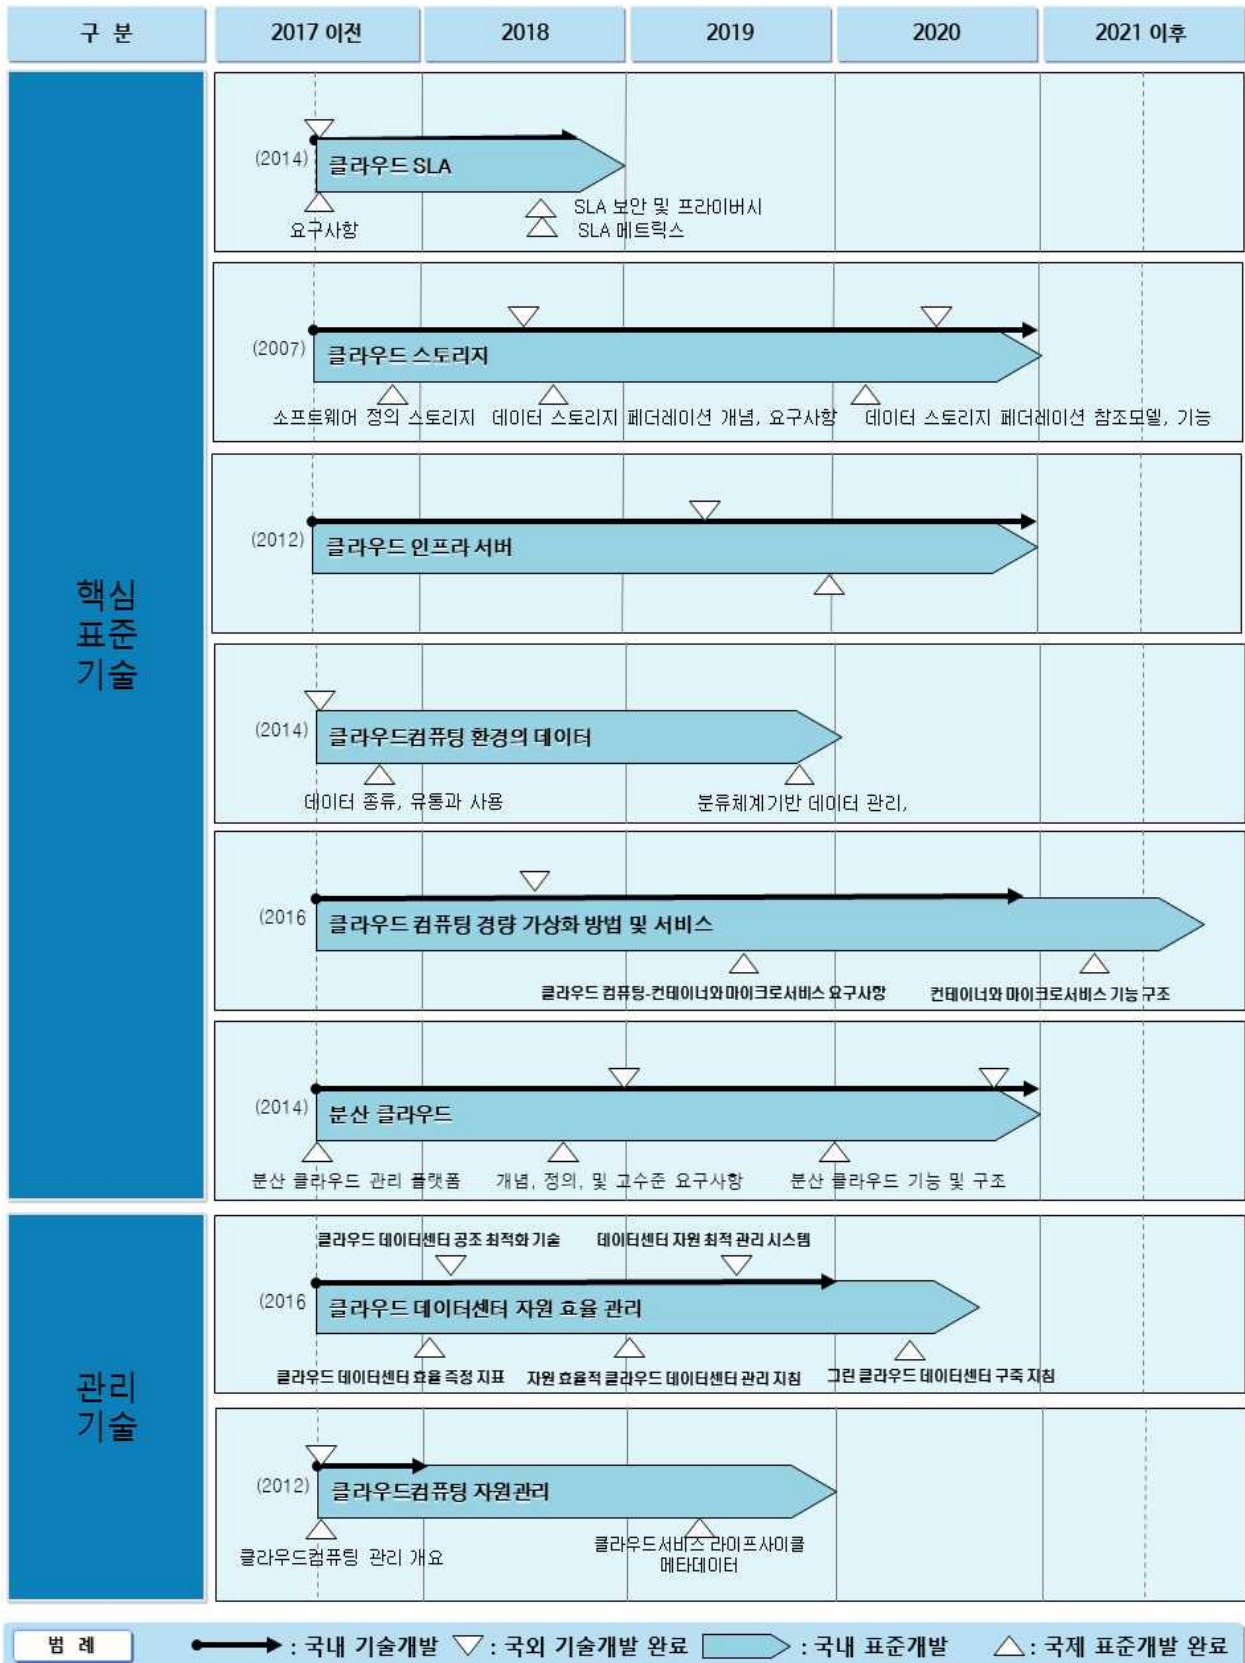 구 분 2017 이전 2018 2019 2020 2021 이후
핵심
표준
기술
(2014) 클라우드 SLA
요구사항
SLA 보안 및 프라이버시
SLA 메트릭스
(2007) 클라우드 스토리지
소프트웨어 정의 스토리지 데이터 스토리지 페더레이션 개념, 요구사항 데이터 스토리지 페더레이션 참조모델, 기능
(2012) 클라우드 인프라 서버
(2014) 클라우드컴퓨팅 환경의 데이터
데이터 종류, 유통과 사용 분류체계기반 데이터 관리,
(2016 클라우드 컴퓨팅 경량 가상화 방법 및 서비스
클라우드 컴퓨팅-컨테이너와 마이크로서비스 요구사항 컨테이너와 마이크로서비스 기능 구조
(2014) 분산 클라우드
분산 클라우드 관리 플랫폼 개념, 정의, 및 고수준 요구사항 분산 클라우드 기능 및 구조
관리
기술
클라우드 데이터센터 공조 최적화 기술 데이터센터 자원 최적 관리 시스템
(2016 클라우드 데이터센터 자원 효율 관리
클라우드 데이터센터 효율 측정 지표 자원 효율적 클라우드 데이터센터 관리 지침 그린 클라우드 데이터센터 구축 지침
(2012) 클라우드컴퓨팅 자원관리
클라우드컴퓨팅 관리 개요
클라우드서비스 라이프사이클
메타데이터
범 례 : 국내 기술개발 : 국외 기술개발 완료 : 국내 표준개발 : 국제 표준개발 완료